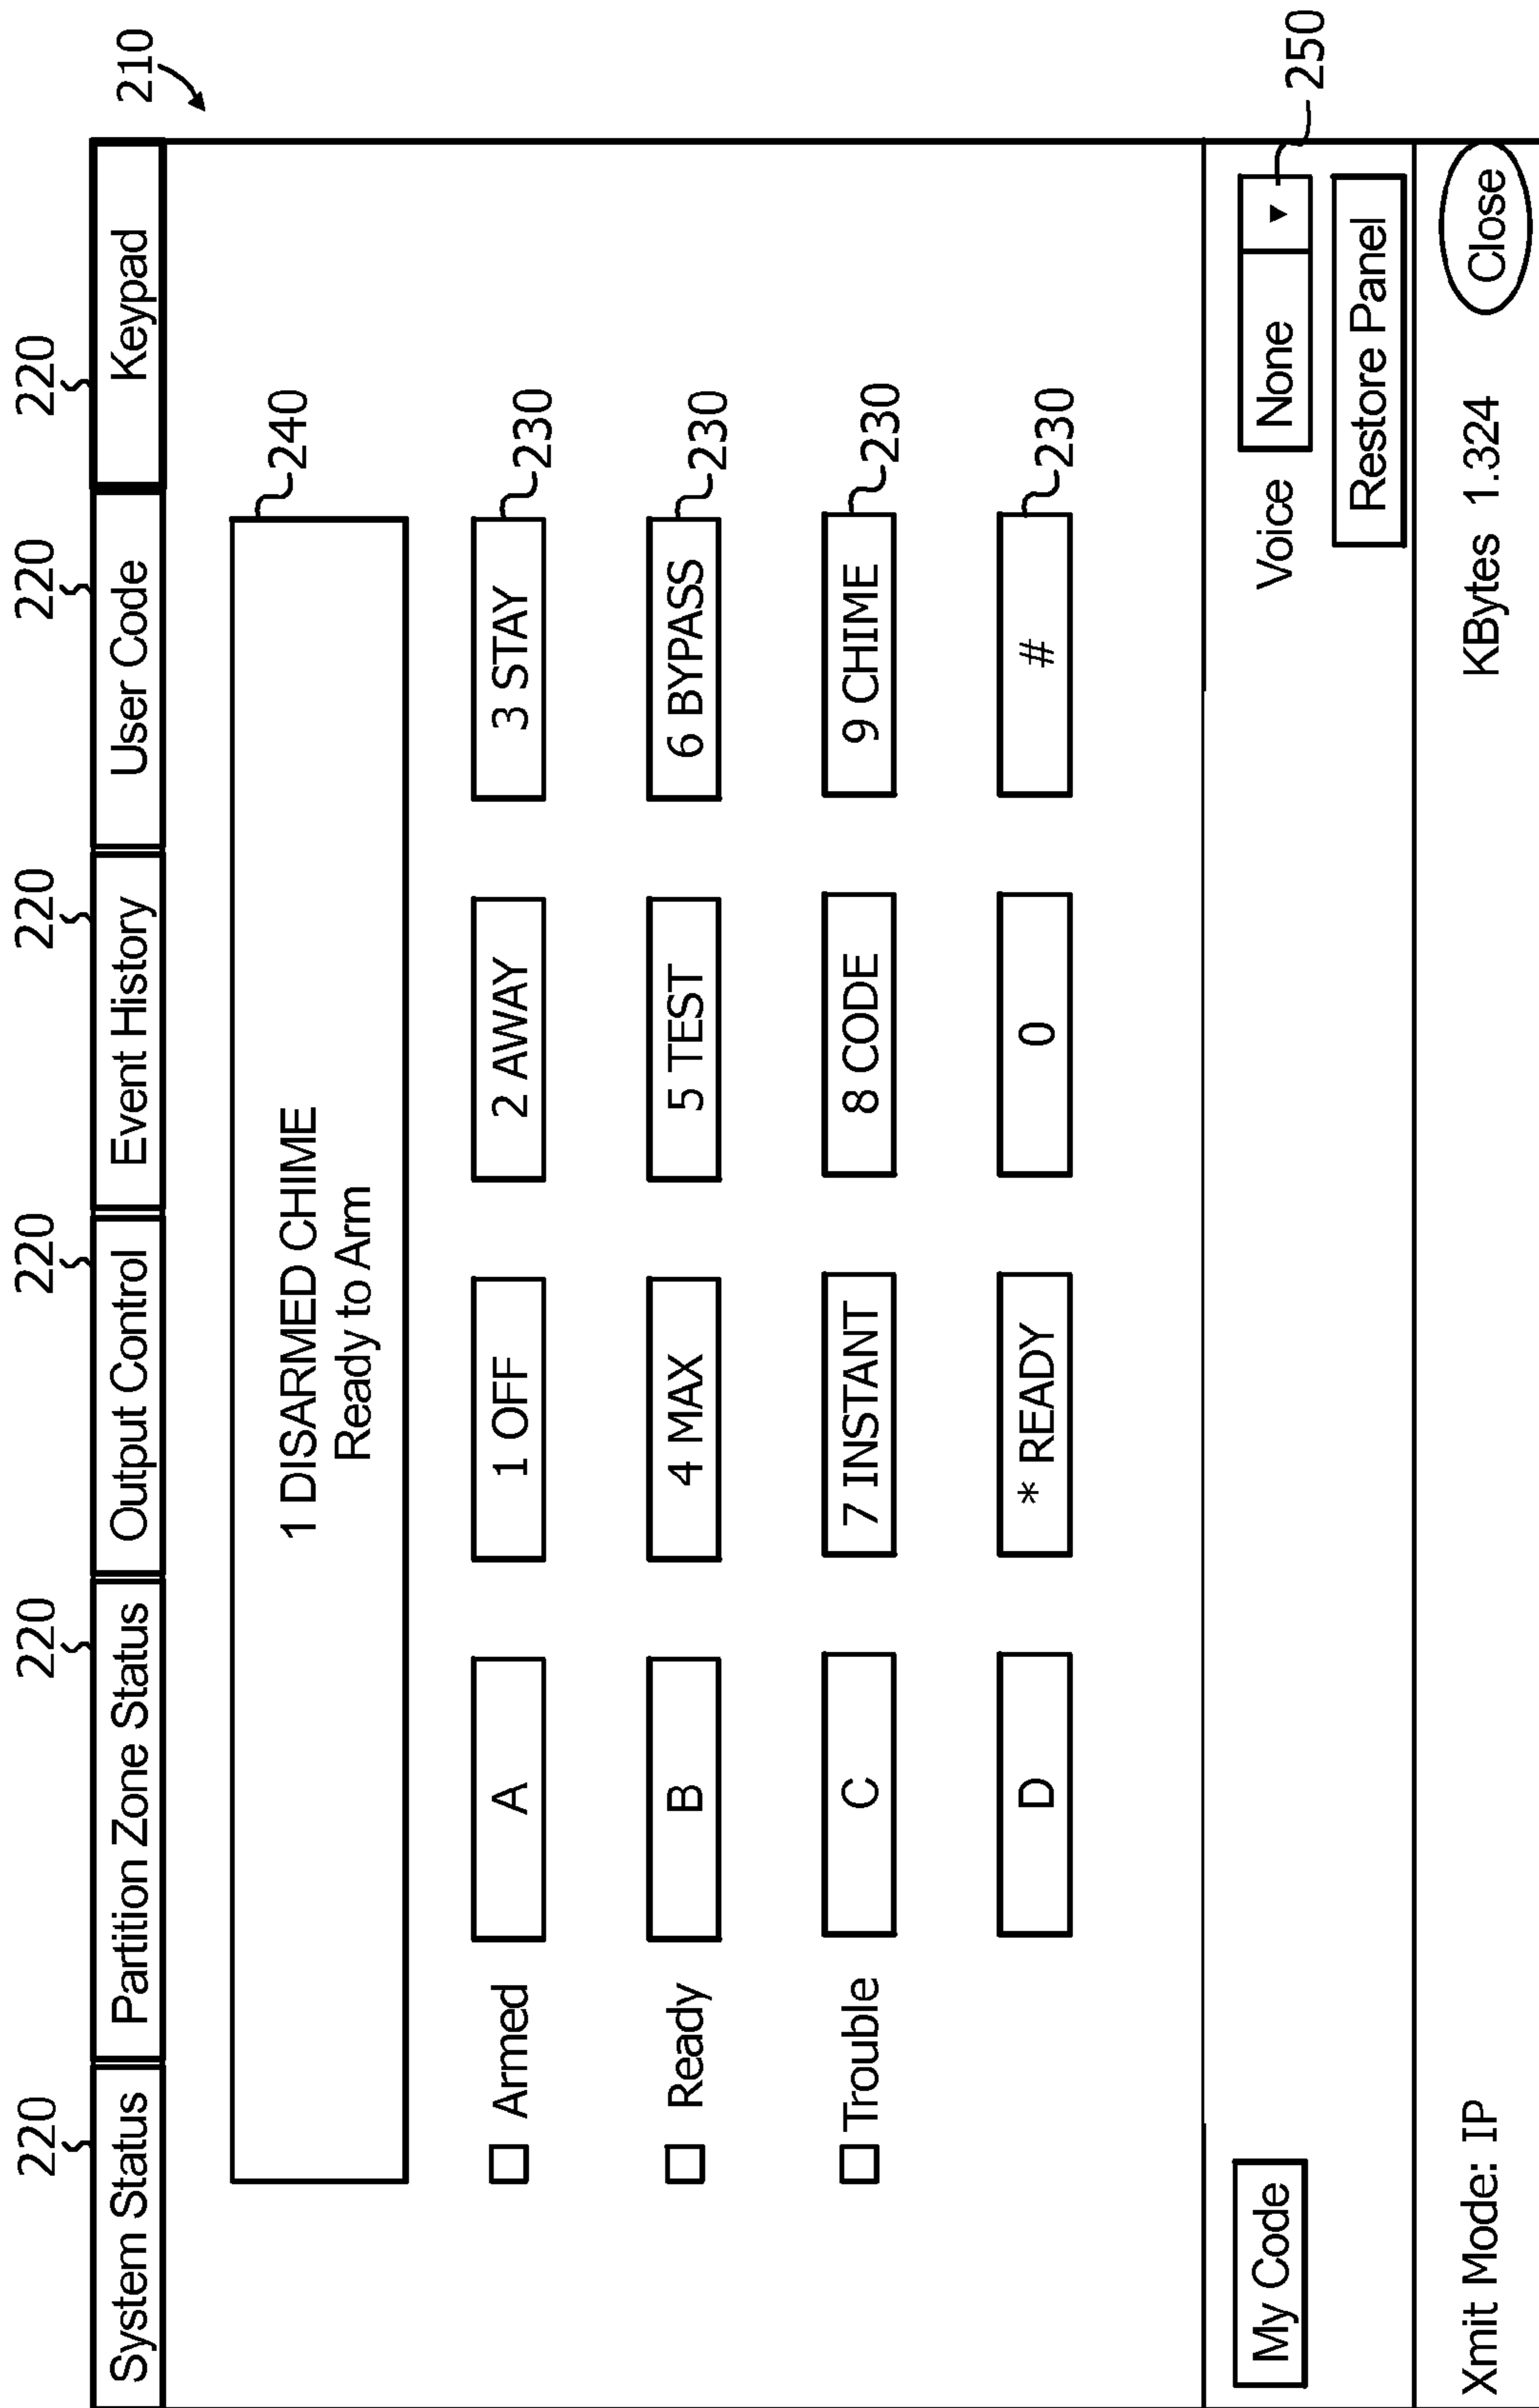 210
220 220 220 220 220 220
System Status Partition Zone Status Output Control Event History User Code Keypad
240
1 DISARMED CHIME
Ready to Arm
Armed A 1 OFF 2 AWAY 3 STAY 230
Ready B 4 MAX 5 TEST 6 BYPASS 230
Trouble C 7 INSTANT 8 CODE 9 CHIME 230
D * READY 0 # 230
My Code Voice None ▼ 250
Restore Panel
Xmit Mode: IP KBytes 1.324 Close